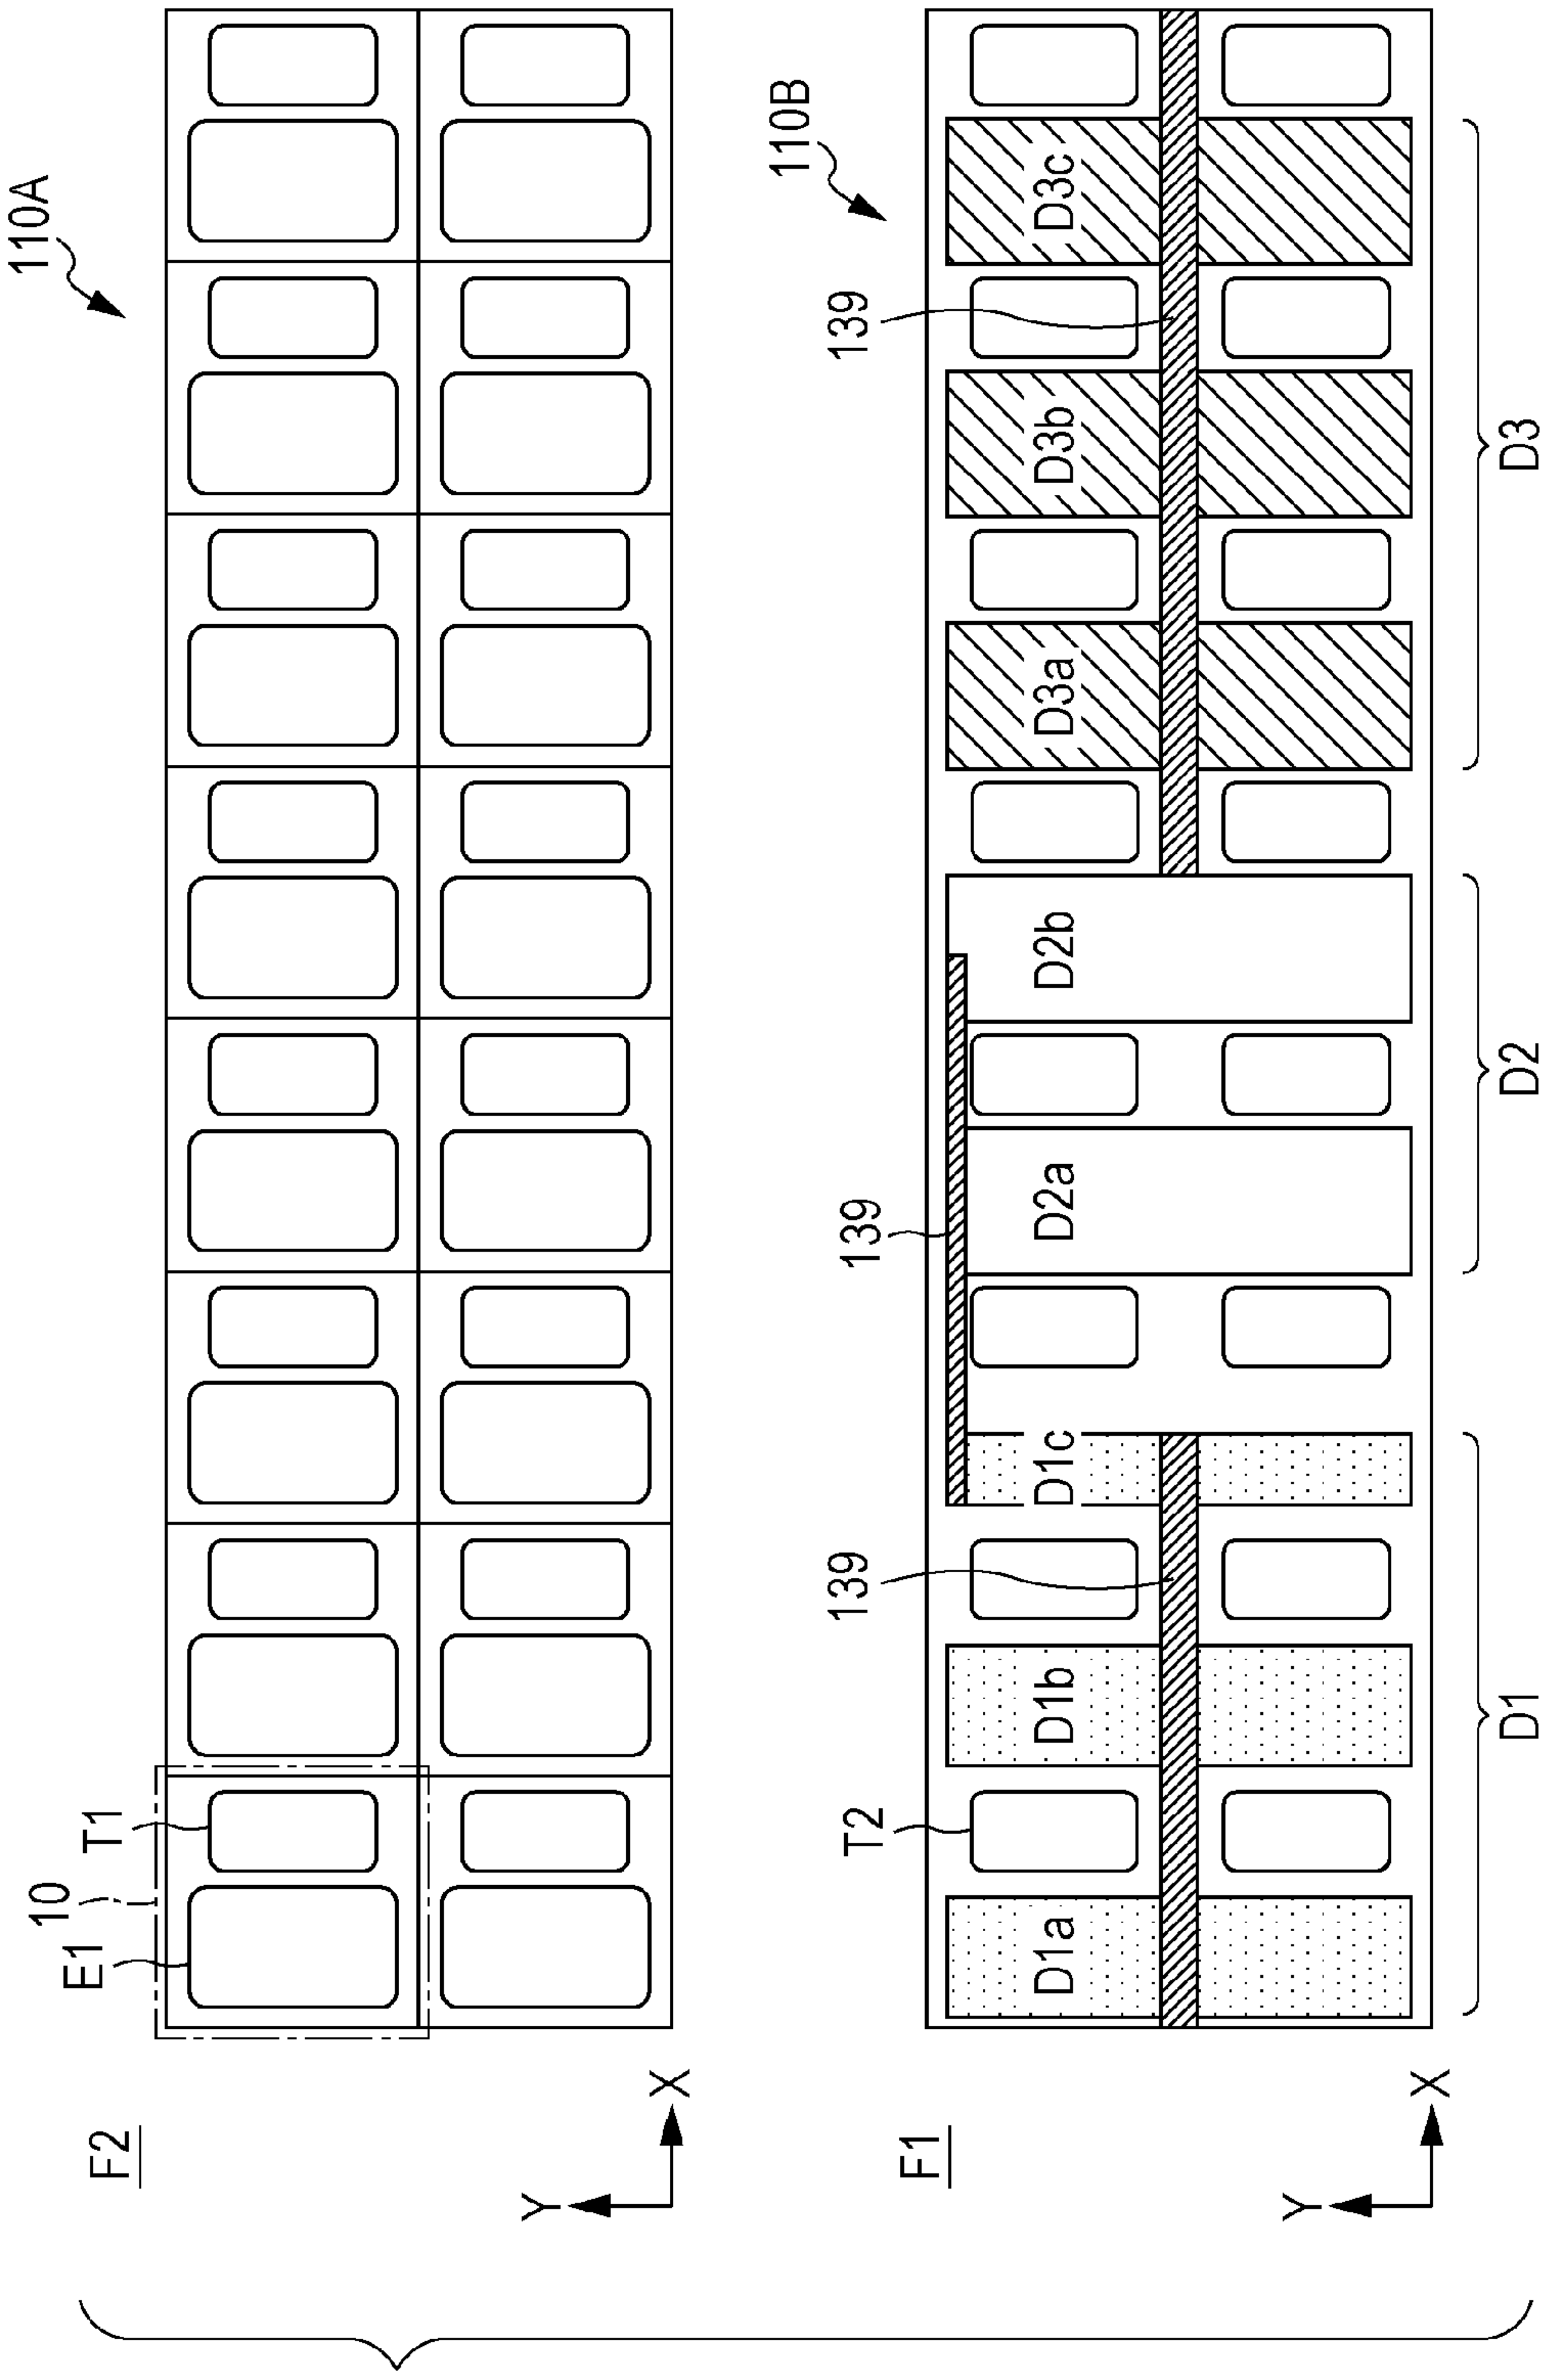 F2
110A
10
E1
T1
Y
X
F1
110B
139
139
139
T2
D1a
D1b
D1c
D2a
D2b
D3a
D3b
D3c
Y
X
D1
D2
D3